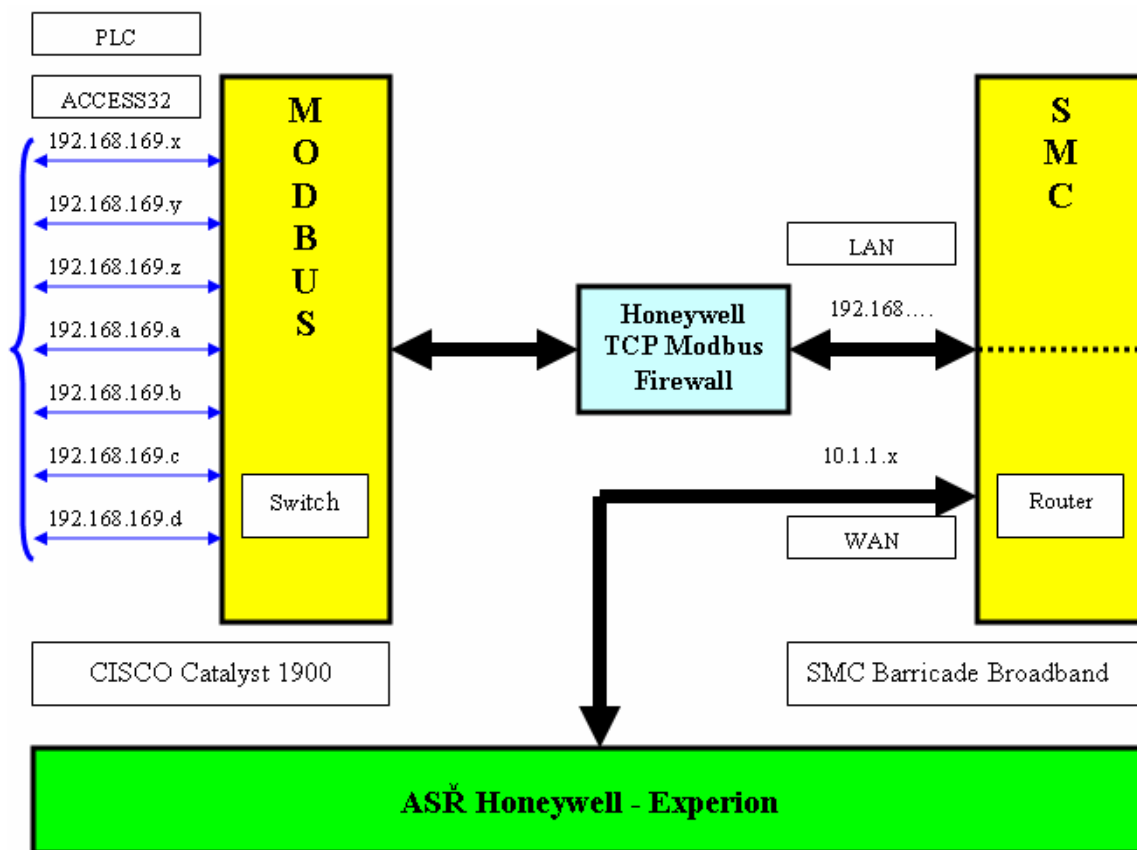 PLC
ACCESS32
192.168.169.x
192.168.169.y
192.168.169.z
192.168.169.a
192.168.169.b
192.168.169.c
192.168.169.d
M
O
D
B
U
S
Switch
CISCO Catalyst 1900
Honeywell
TCP Modbus
Firewall
LAN
192.168....
10.1.1.x
WAN
S
M
C
Router
SMC Barricade Broadband
ASŘ Honeywell - Experion